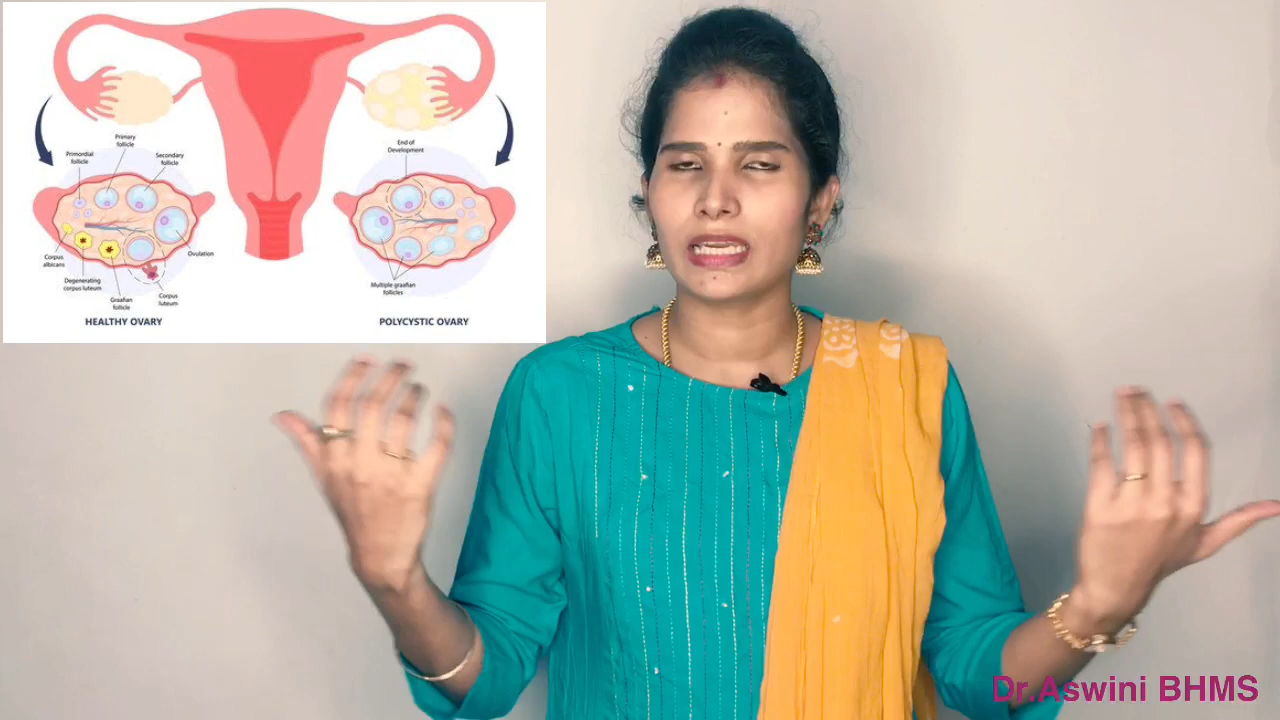 Primary
follicle
Primordial
follicle
Secondary
follicle
Ovulation
Corpus
albicans
Degenerating
corpus luteum
Graafian
follicle
Corpus
luteum
HEALTHY OVARY
End of
Development
Multiple graafian
follicles
POLYCYSTIC OVARY
Dr.Aswini BHMS